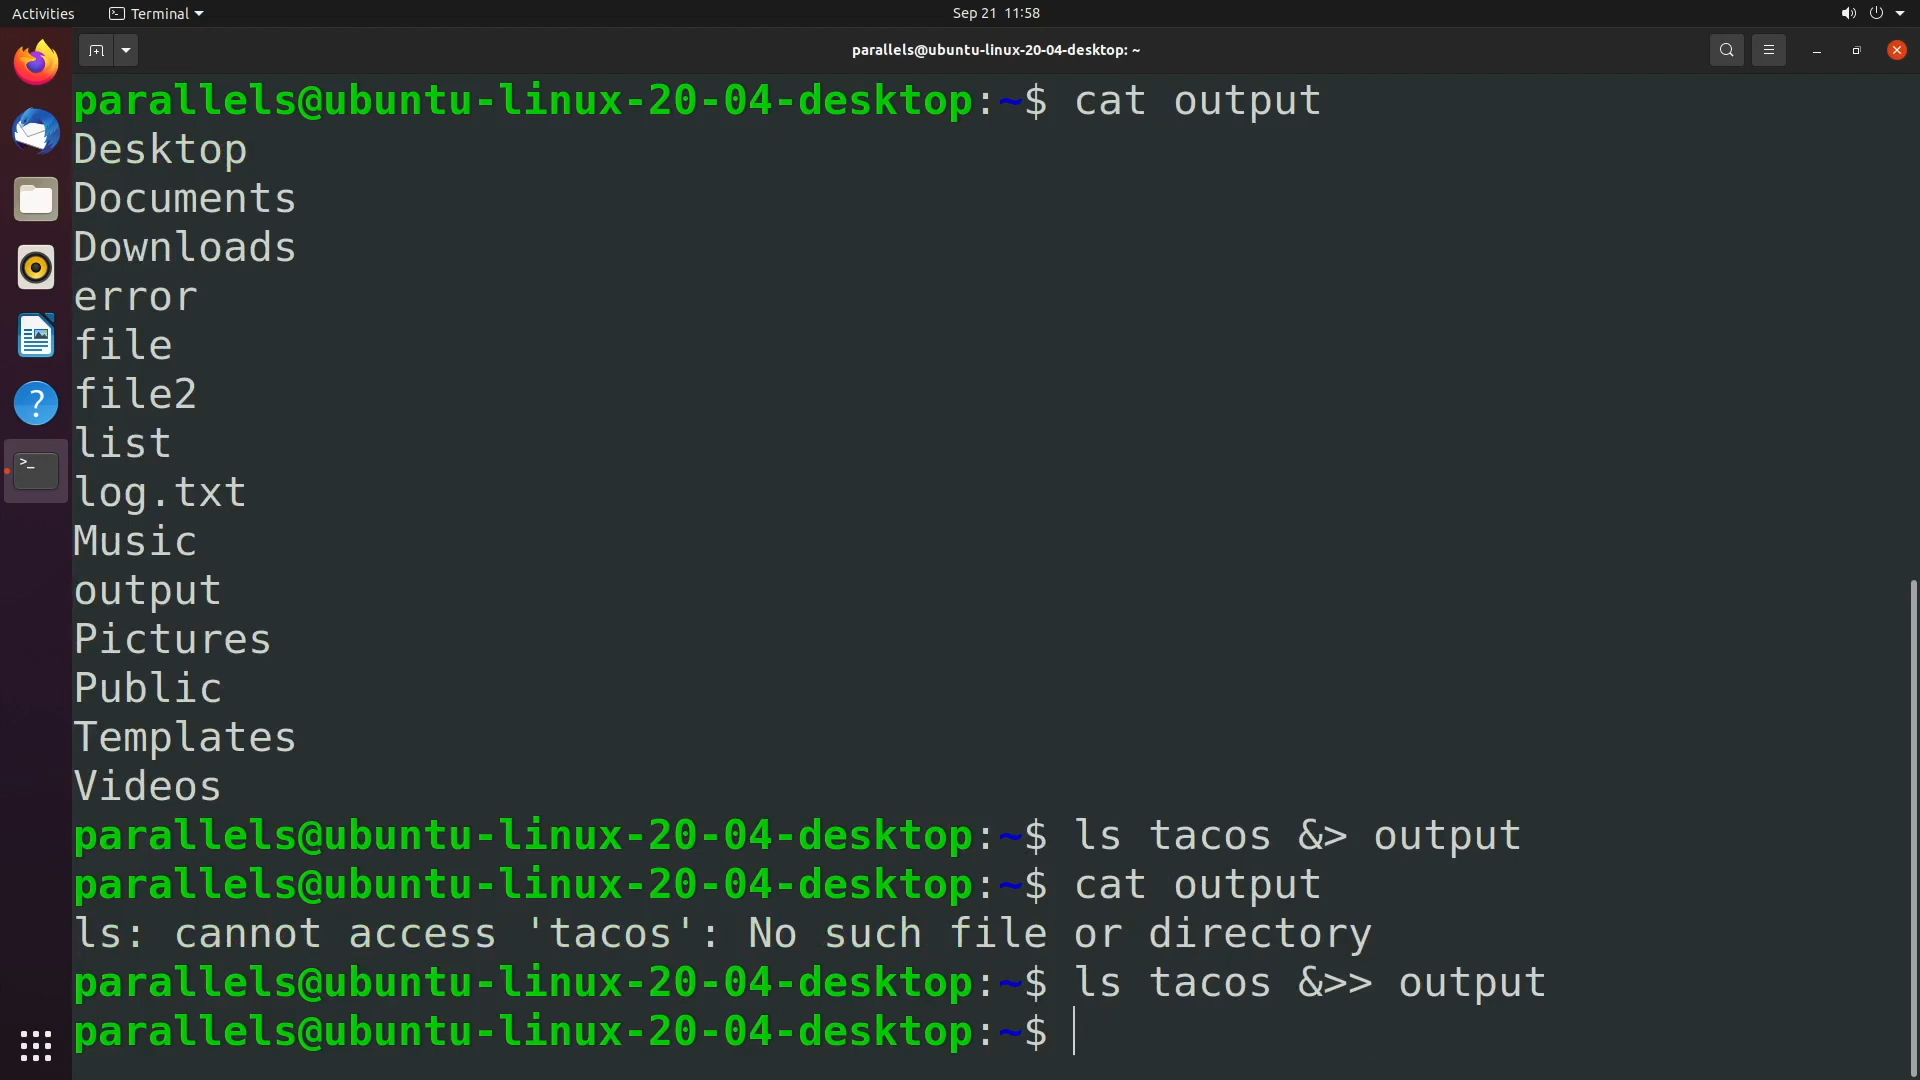 Activities
Terminal
Sep 21 11:58
parallels@ubuntu-linux-20-04-desktop: ~
parallels@ubuntu-linux-20-04-desktop:~$ cat output
Desktop
Documents
Downloads
error
file
file2
list
log.txt
Music
output
Pictures
Public
Templates
Videos
parallels@ubuntu-linux-20-04-desktop:~$ ls tacos &> output
parallels@ubuntu-linux-20-04-desktop:~$ cat output
ls: cannot access 'tacos': No such file or directory
parallels@ubuntu-linux-20-04-desktop:~$ ls tacos &>> output
parallels@ubuntu-linux-20-04-desktop:~$